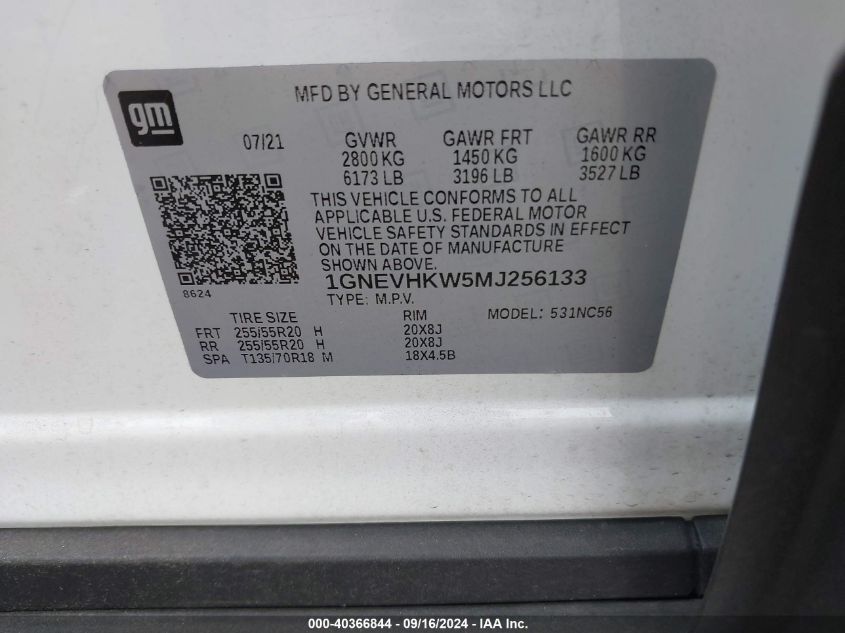 gm
MFD BY GENERAL MOTORS LLC
07/21 GVWR GAWR FRT GAWR RR
2800 KG 1450 KG 1600 KG
6173 LB 3196 LB 3527 LB
THIS VEHICLE CONFORMS TO ALL
APPLICABLE U.S. FEDERAL MOTOR
VEHICLE SAFETY STANDARDS IN EFFECT
ON THE DATE OF MANUFACTURE
SHOWN ABOVE.
8624
1GNEVHKW5MJ256133
TYPE: M.P.V.
TIRE SIZE RIM MODEL: 531NC56
FRT 255/55R20 H 20X8J
RR 255/55R20 H 20X8J
SPA T135/70R18 M 18X4.5B
000-40366844 - 09/16/2024 - IAA Inc.